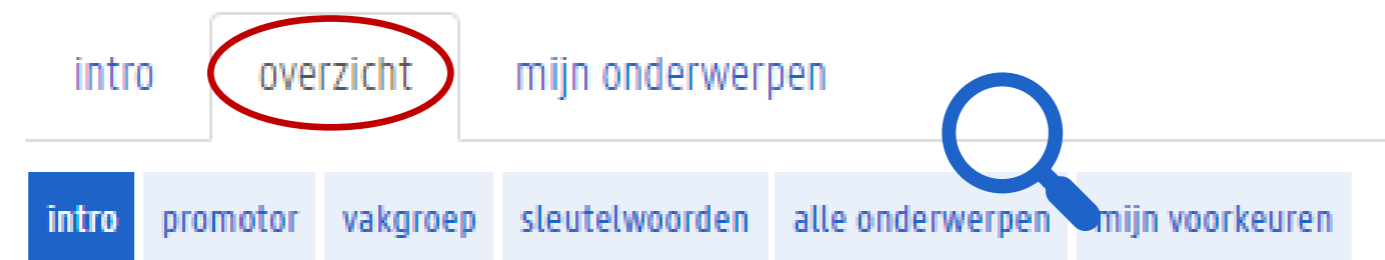 intro overzicht mijn onderwerpen
intro promotor vakgroep sleutelwoorden alle onderwerpen mijn voorkeuren